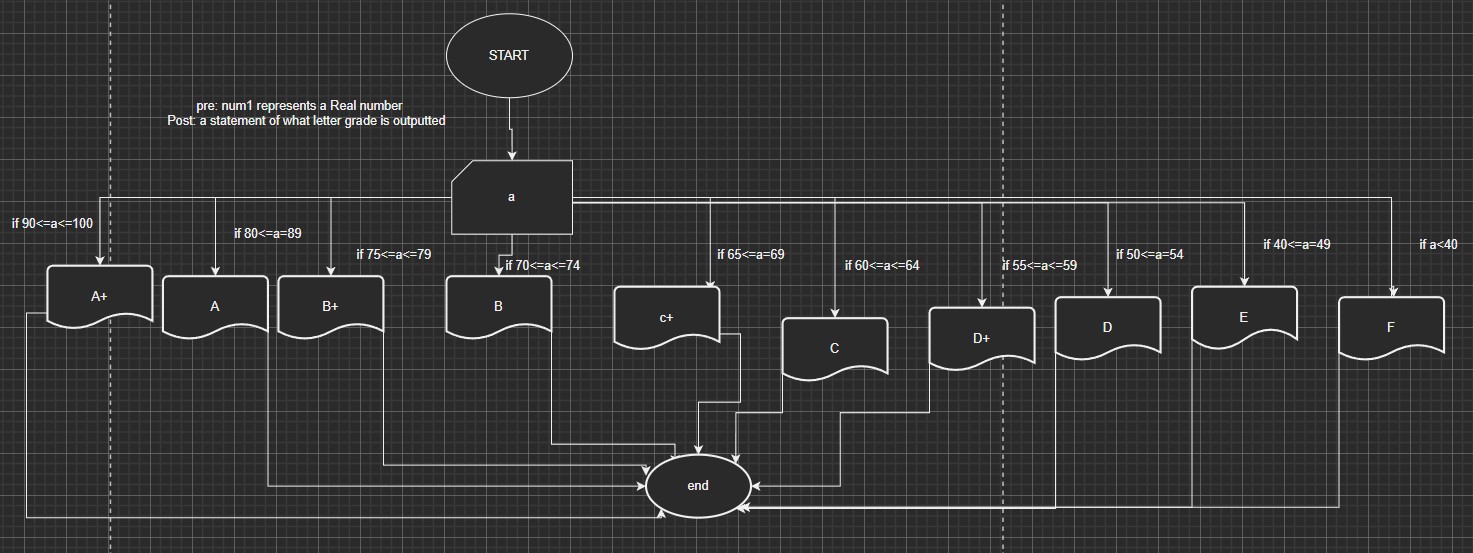 START
pre: num1 represents a Real number
Post: a statement of what letter grade is outputted
a
if 90<=a<=100
if 80<=a=89
if 75<=a<=79
if 70<=a<=74
if 65<=a=69
if 60<=a<=64
if 55<=a<=59
if 50<=a=54
if 40<=a=49
if a<40
A+
A
B+
B
c+
C
D+
D
E
F
end